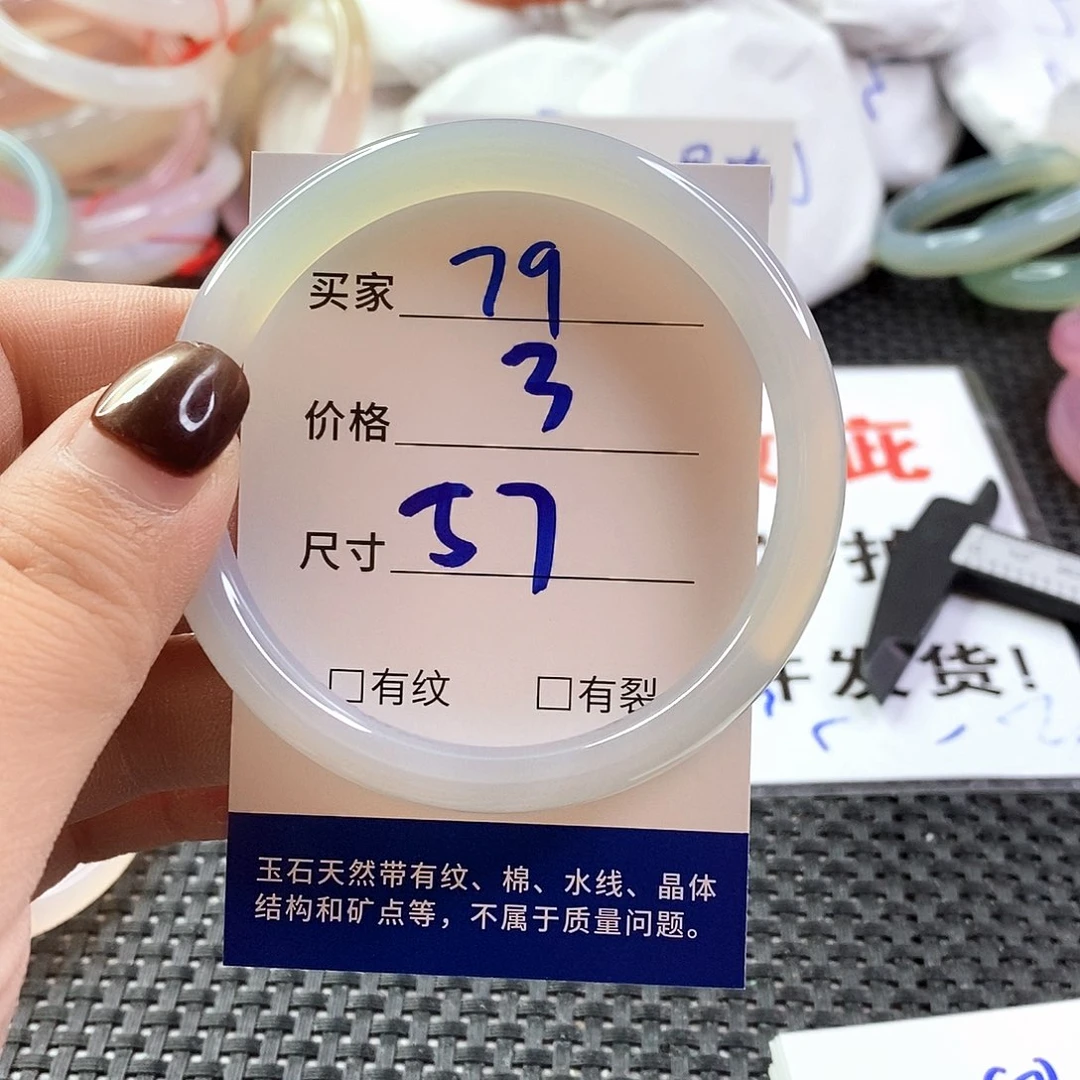 买家 79
价格 3
尺寸 57
□有纹 □有裂
玉石天然带有纹、棉、水线、晶体
结构和矿点等，不属于质量问题。
疵
拍
发货！